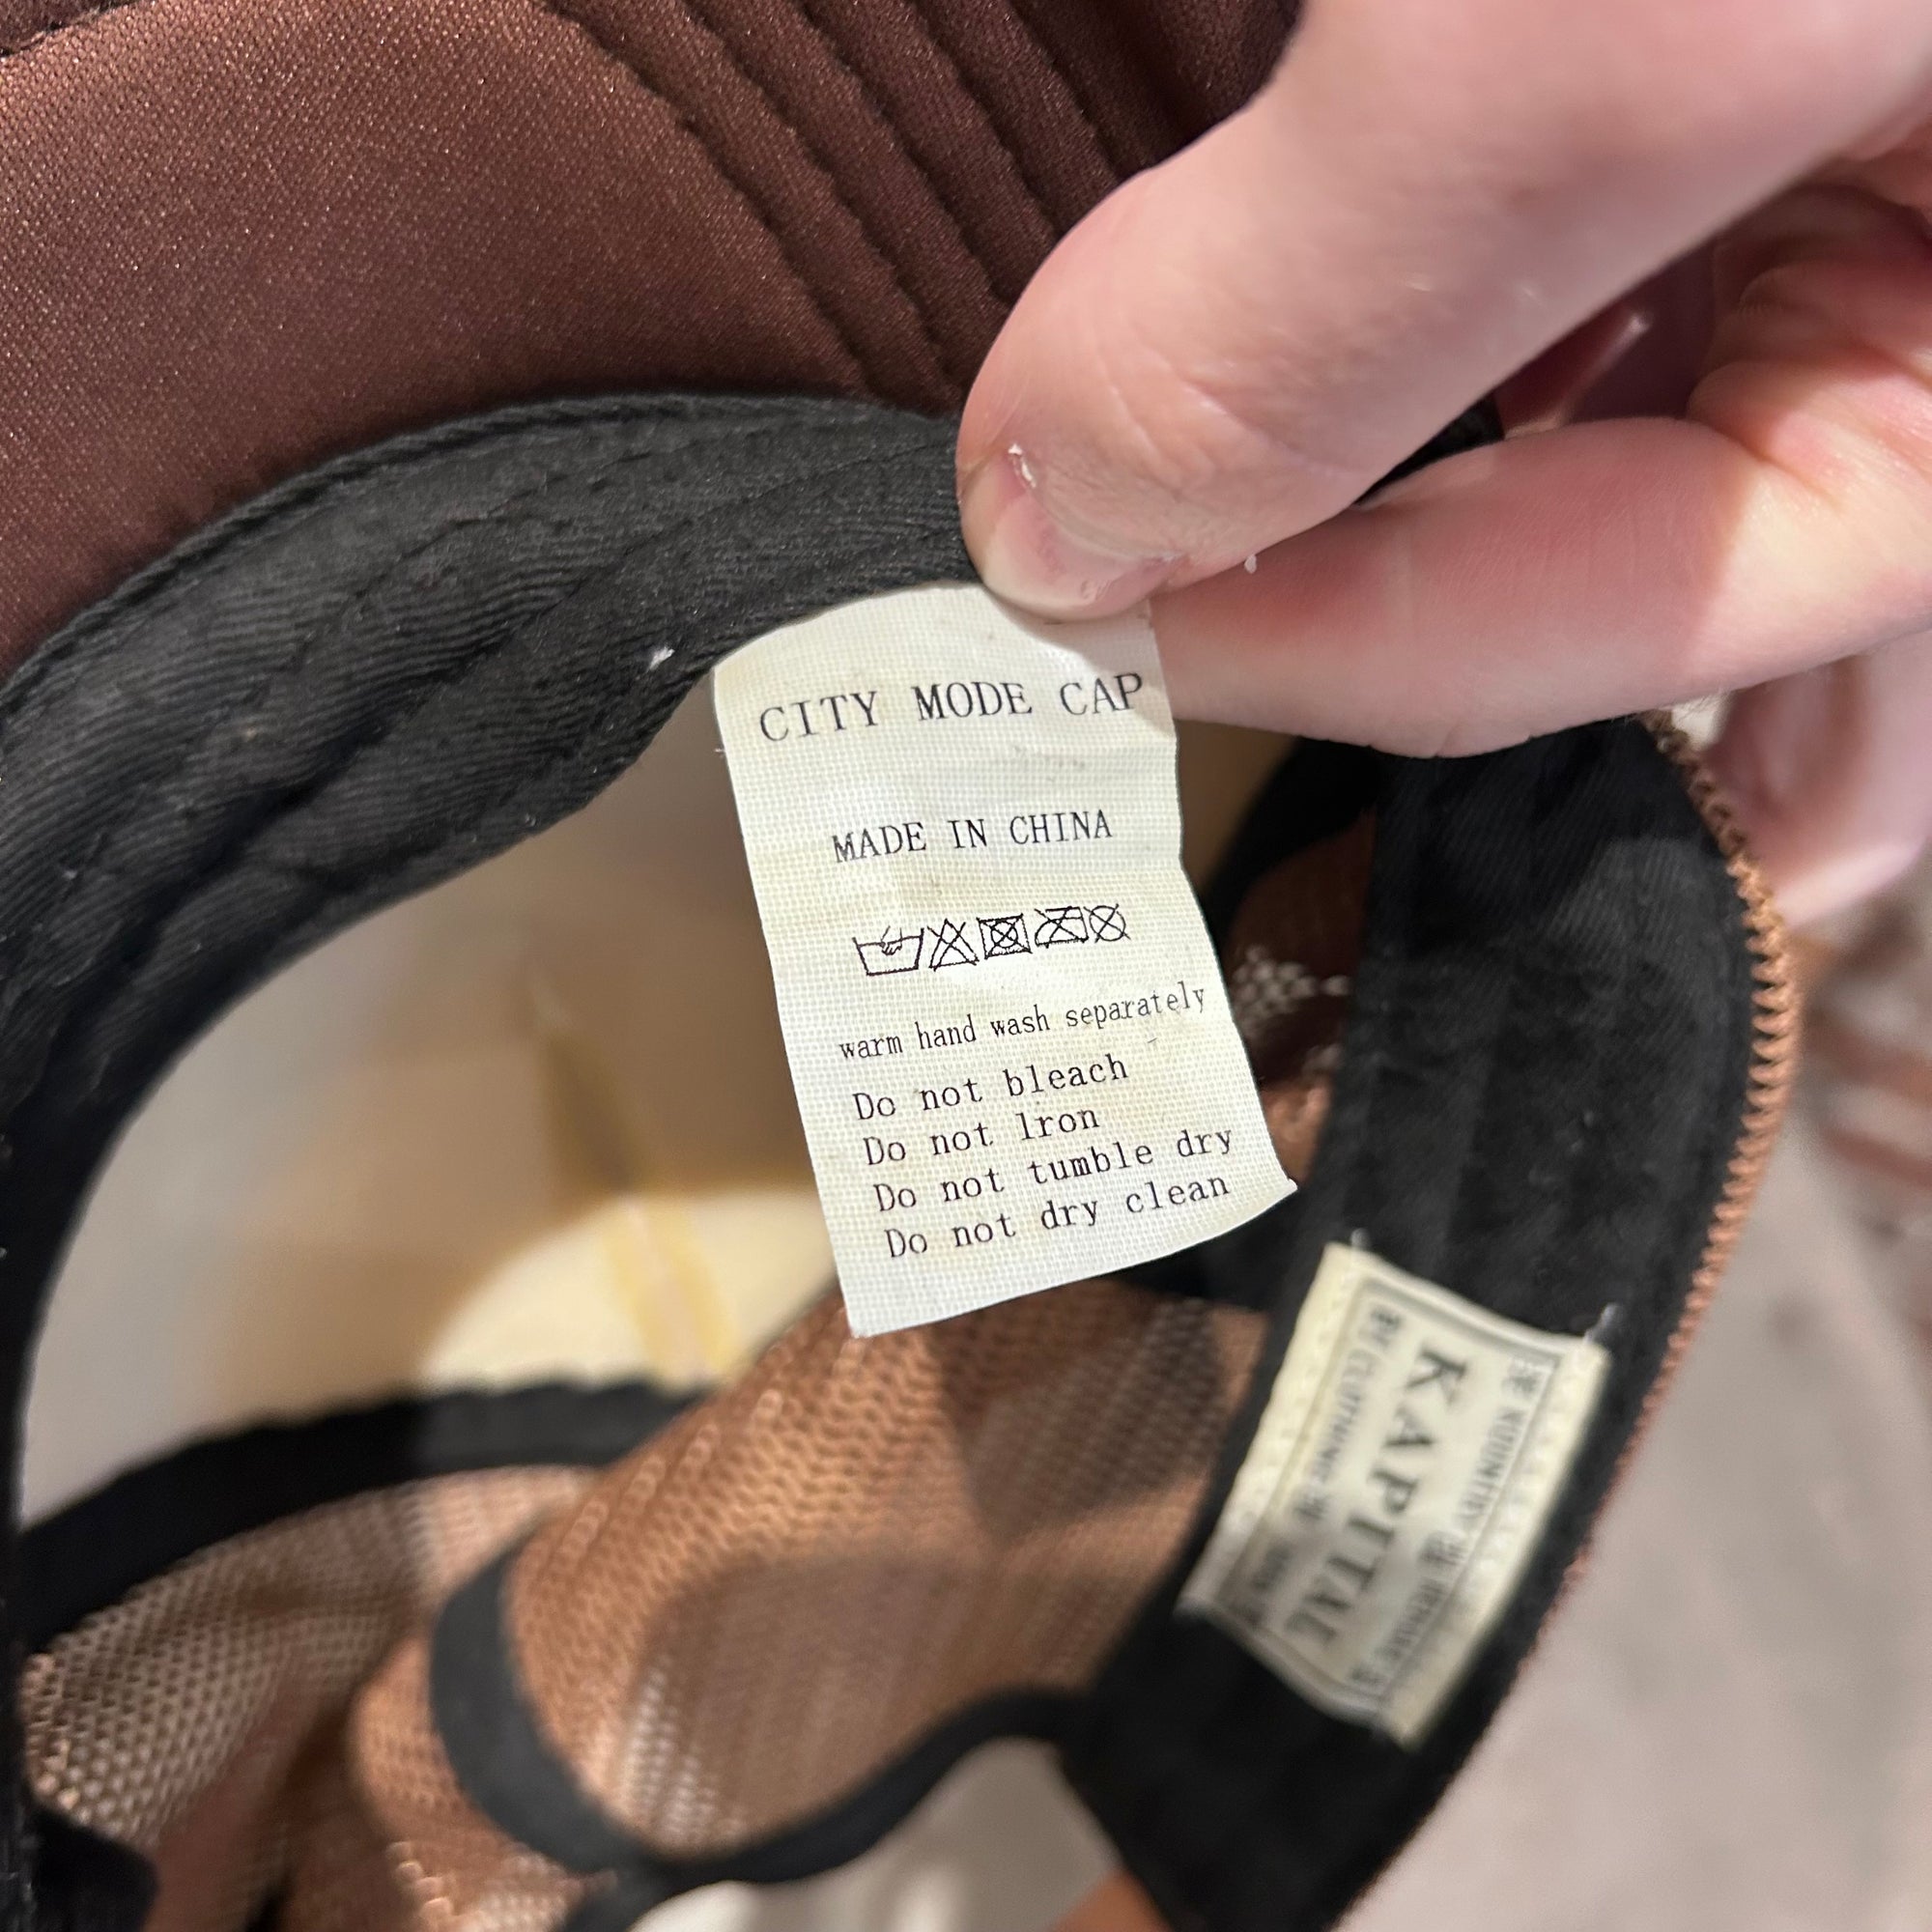 CITY MODE CAP
MADE IN CHINA
warm hand wash separately
Do not bleach
Do not lron
Do not tumble dry
Do not dry clean
KAPITAL